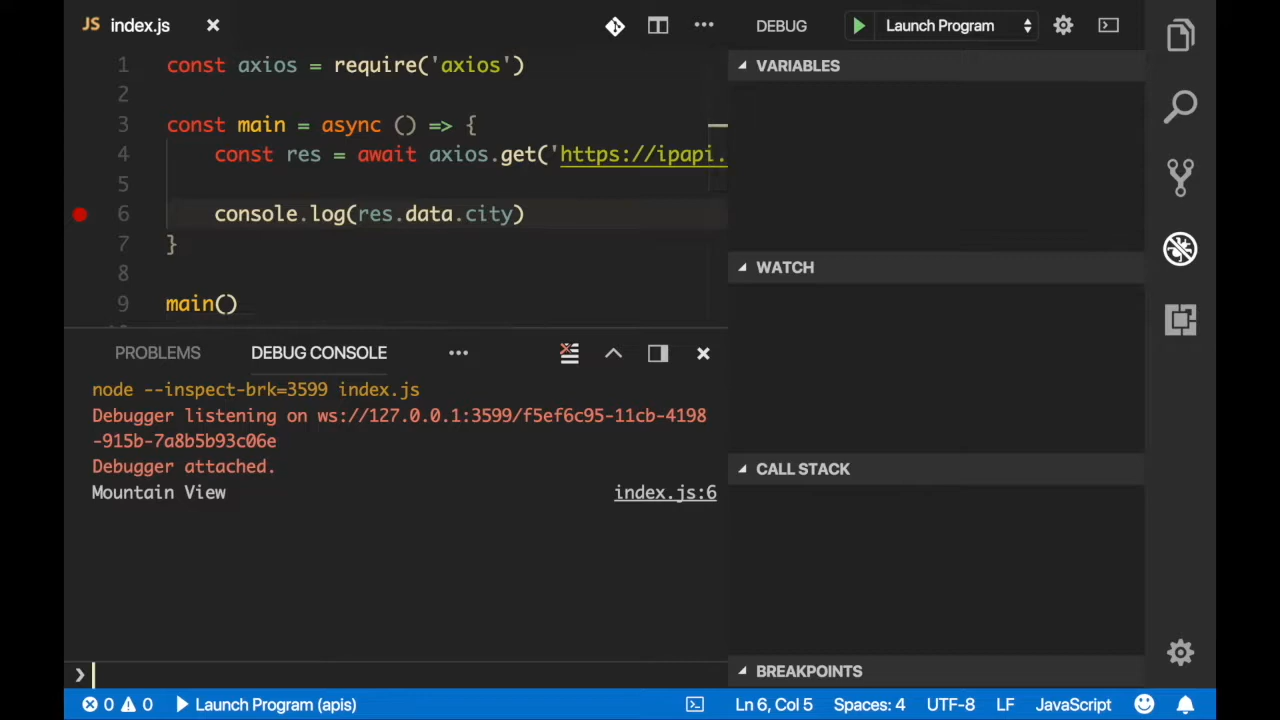 JS index.js
DEBUG
Launch Program
1 const axios = require('axios')
2
3 const main = async () => {
4 const res = await axios.get('https://ipapi.
5
6 console.log(res.data.city)
7 }
8
9 main()
VARIABLES
WATCH
CALL STACK
BREAKPOINTS
PROBLEMS DEBUG CONSOLE
node --inspect-brk=3599 index.js
Debugger listening on ws://127.0.0.1:3599/f5ef6c95-11cb-4198
-915b-7a8b5b93c06e
Debugger attached.
Mountain View index.js:6
0 0 Launch Program (apis) Ln 6, Col 5 Spaces: 4 UTF-8 LF JavaScript